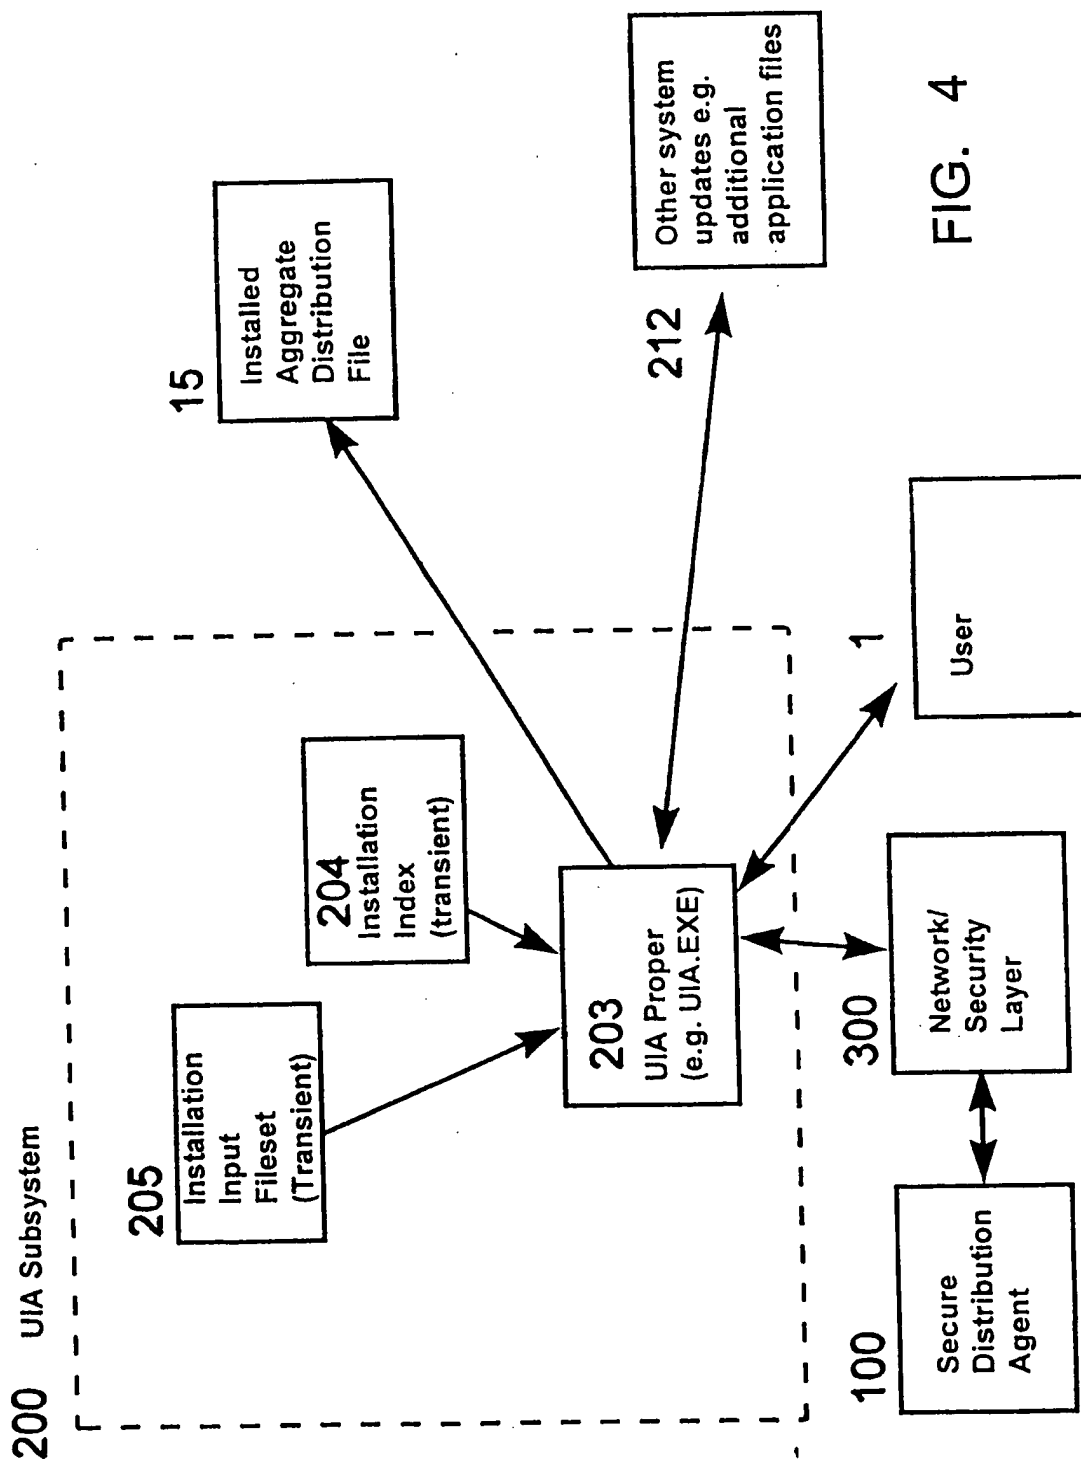 200 UIA Subsystem
205
Installation
Input
Fileset
(Transient)
204
Installation
Index
(transient)
15
Installed
Aggregate
Distribution
File
203
UIA Proper
(e.g. UIA.EXE)
212
Other system
updates e.g.
additional
application files
100
Secure
Distribution
Agent
300
Network/
Security
Layer
1
User
FIG. 4